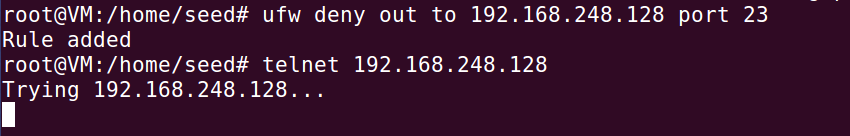 root@VM:/home/seed# ufw deny out to 192.168.248.128 port 23
Rule added
root@VM:/home/seed# telnet 192.168.248.128
Trying 192.168.248.128...